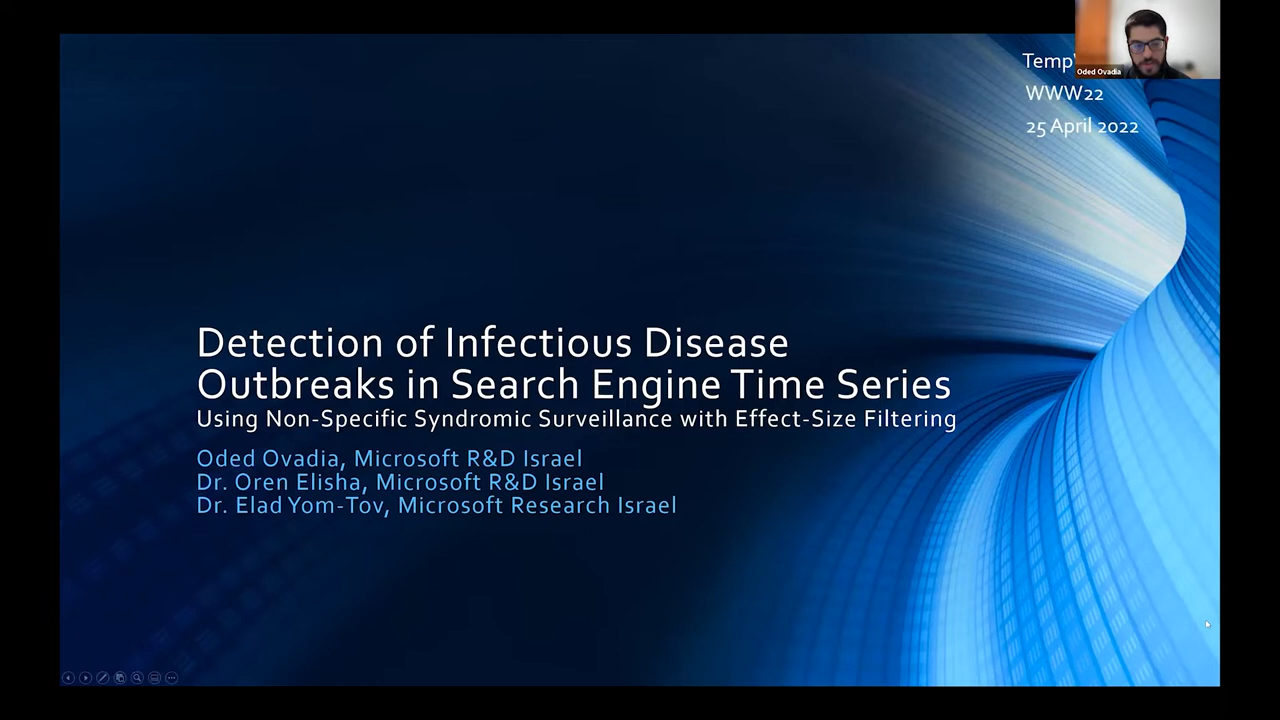 Temp
WWW22
25 April 2022
Oded Ovadia
Detection of Infectious Disease
Outbreaks in Search Engine Time Series
Using Non-Specific Syndromic Surveillance with Effect-Size Filtering
Oded Ovadia, Microsoft R&D Israel
Dr. Oren Elisha, Microsoft R&D Israel
Dr. Elad Yom-Tov, Microsoft Research Israel